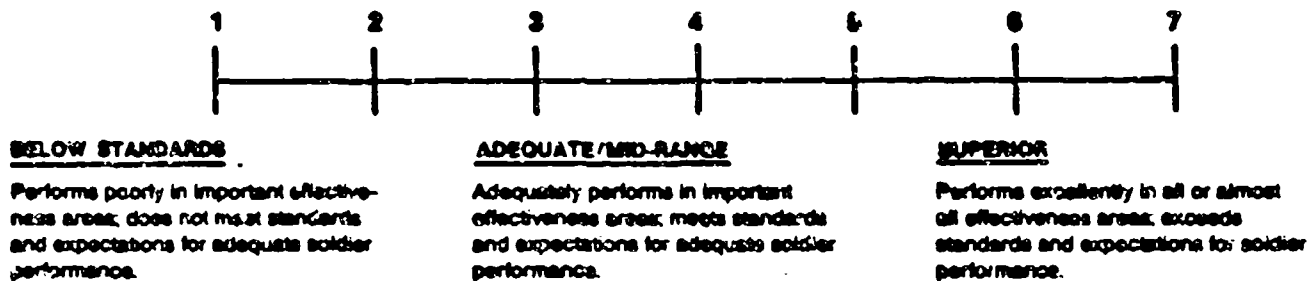 1 2 3 4 5 6 7
BELOW STANDARDS
Performs poorly in important effective-
ness areas; does not meet standards
and expectations for adequate soldier
performance.
ADEQUATE/MID-RANGE
Adequately performs in important
effectiveness areas; meets standards
and expectations for adequate soldier
performance.
SUPERIOR
Performs excellently in all or almost
all effectiveness areas; exceeds
standards and expectations for soldier
performance.